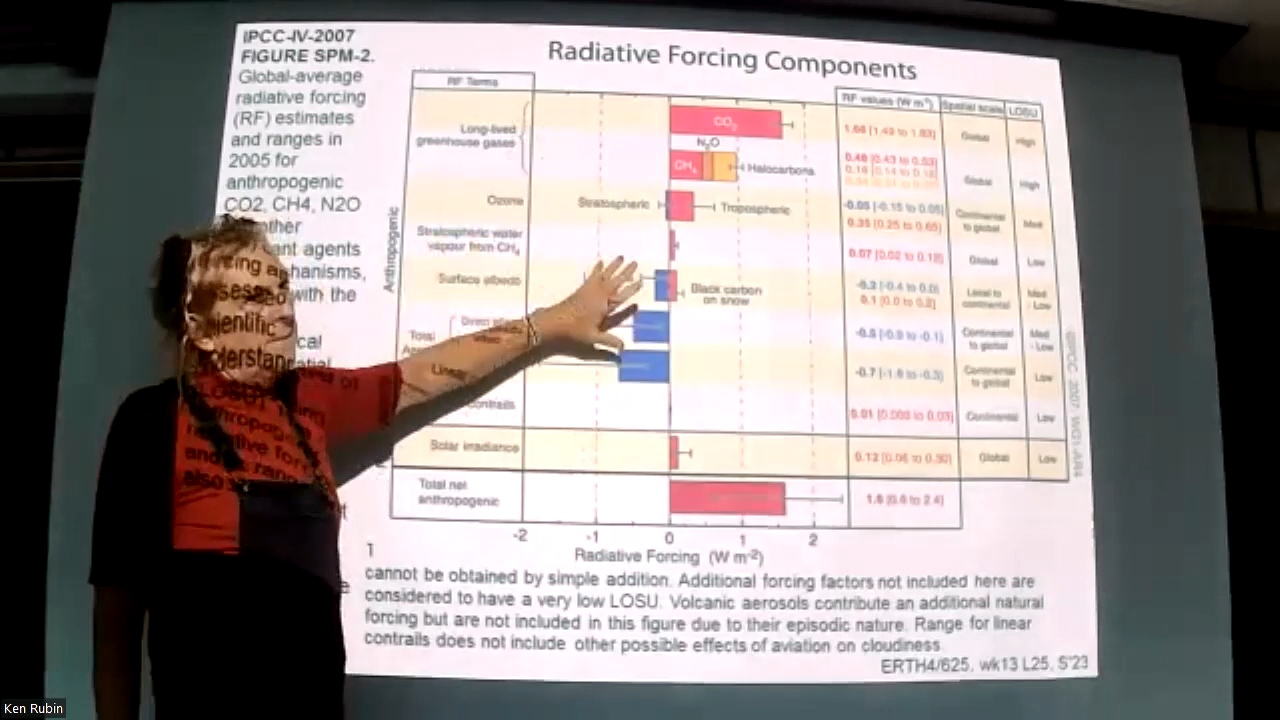 IPCC-IV-2007
FIGURE SPM-2.
Global-average
radiative forcing
(RF) estimates
and ranges in
2005 for
anthropogenic
CO2, CH4, N2O
other
agents
with the
Radiative Forcing Components
RF Terms
RF values (W m⁻²) Spatial scale LOSU
Anthropogenic
Long-lived
greenhouse gases
CO₂
1.66 [1.49 to 1.83] Global High
N₂O
CH₄ Halocarbons
0.48 [0.43 to 0.53]
0.16 [0.14 to 0.18]
Global High
Ozone Stratospheric Tropospheric
-0.05 [-0.15 to 0.05]
0.35 [0.25 to 0.65]
Continental
to global
Med
Stratospheric water
vapour from CH₄
0.07 [0.02 to 0.12] Global Low
Surface albedo
Black carbon
on snow
-0.2 [-0.4 to 0.0]
0.1 [0.0 to 0.2]
Local to
continental
Med
- Low
Total
Direct
-0.5 [-0.9 to -0.1]
Continental
to global
Med
- Low
-0.7 [-1.8 to -0.3]
Continental
to global
Low
Linear
contrails
0.01 [0.003 to 0.03] Continental Low
Solar irradiance
0.12 [0.06 to 0.30] Global Low
Total net
anthropogenic
1.6 [0.6 to 2.4]
-2 -1 0 1 2
Radiative Forcing (W m⁻²)
©IPCC 2007: WG1-AR4
cannot be obtained by simple addition. Additional forcing factors not included here are
considered to have a very low LOSU. Volcanic aerosols contribute an additional natural
forcing but are not included in this figure due to their episodic nature. Range for linear
contrails does not include other possible effects of aviation on cloudiness.
ERTH4/625, wk13 L25, S'23
Ken Rubin